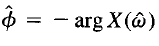 ϕ̂ = − arg X(ω̂)